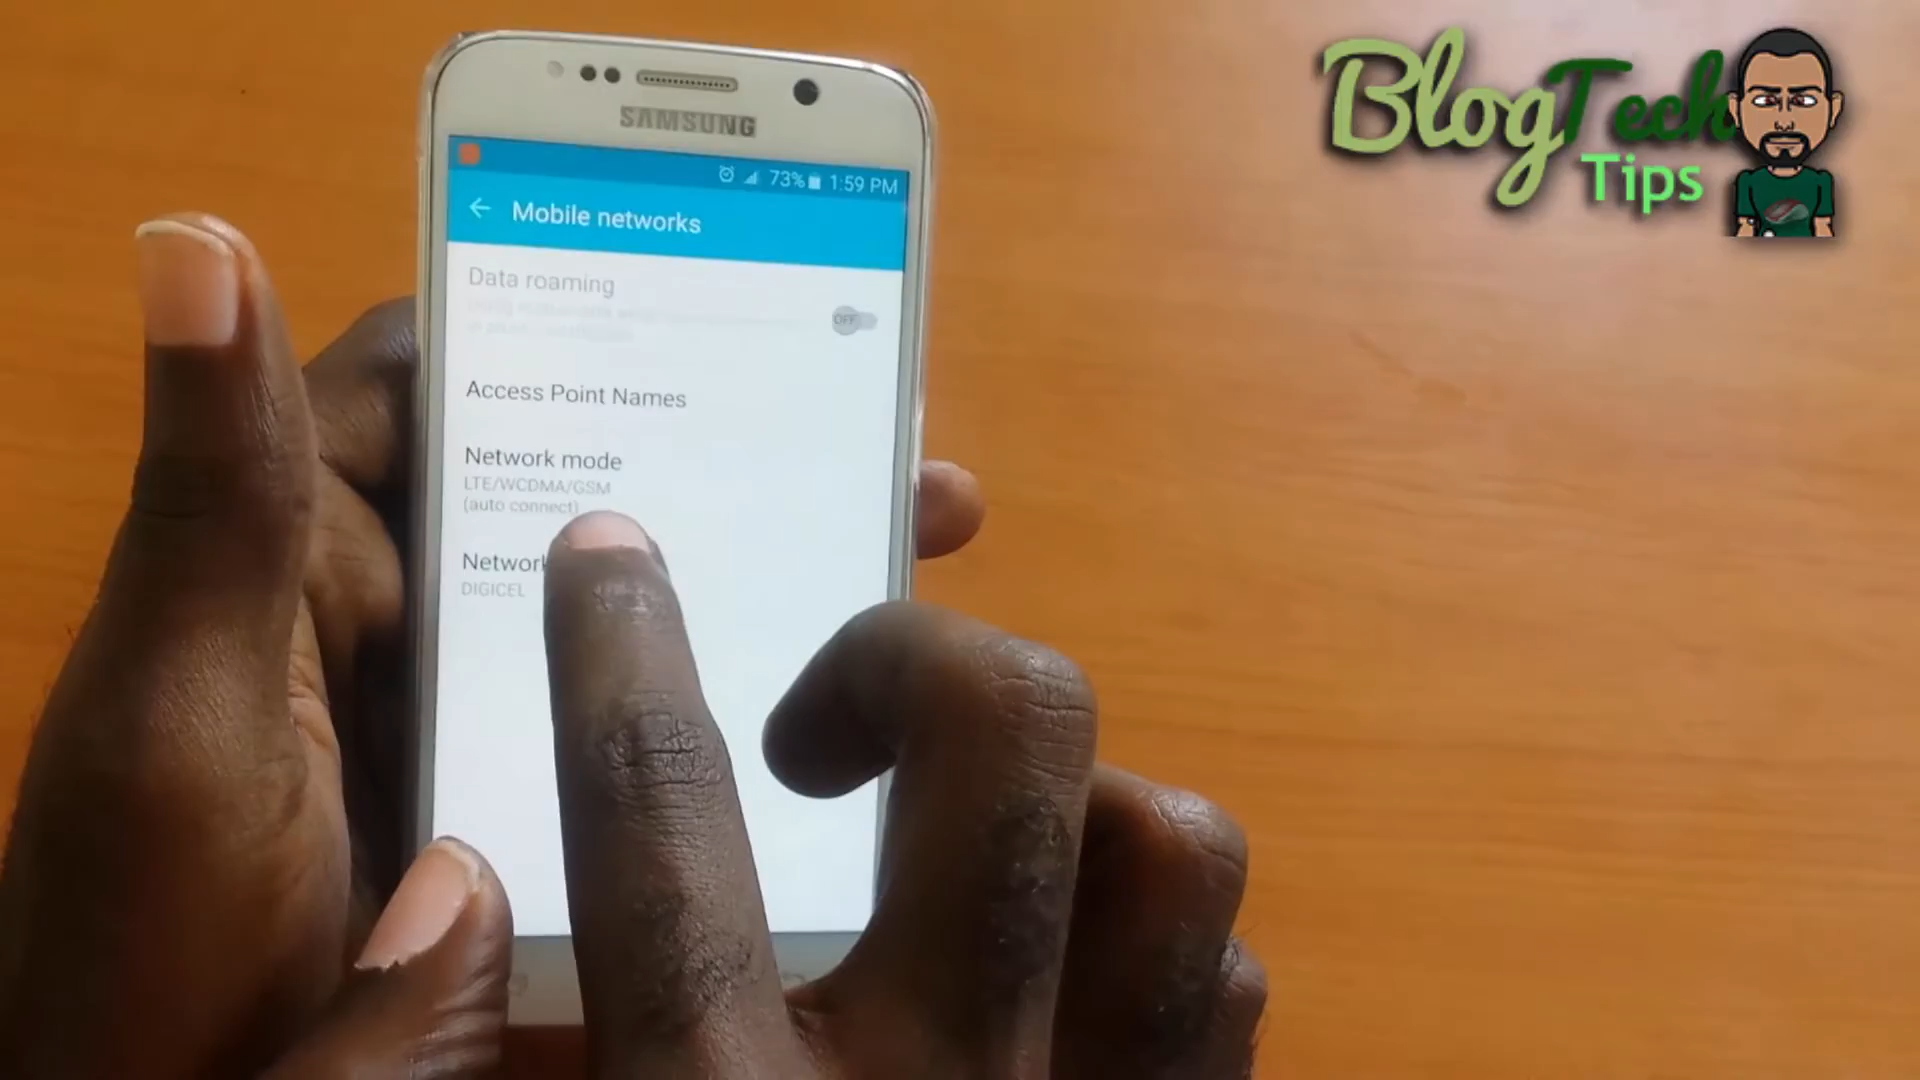 BlogTech
Tips
SAMSUNG
73% 1:59 PM
Mobile networks
Data roaming
OFF
Access Point Names
Network mode
LTE/WCDMA/GSM
(auto connect)
Network
DIGICEL